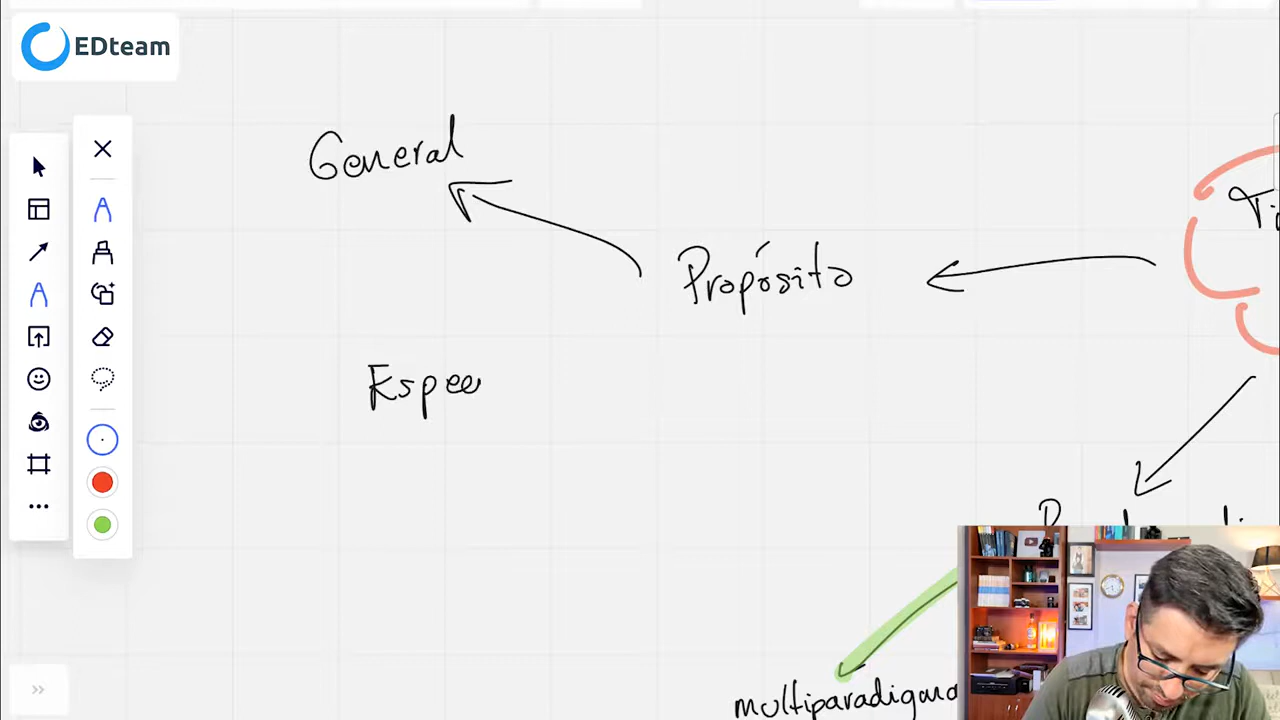 EDteam
General
Propósito
Espee
multiparadigma